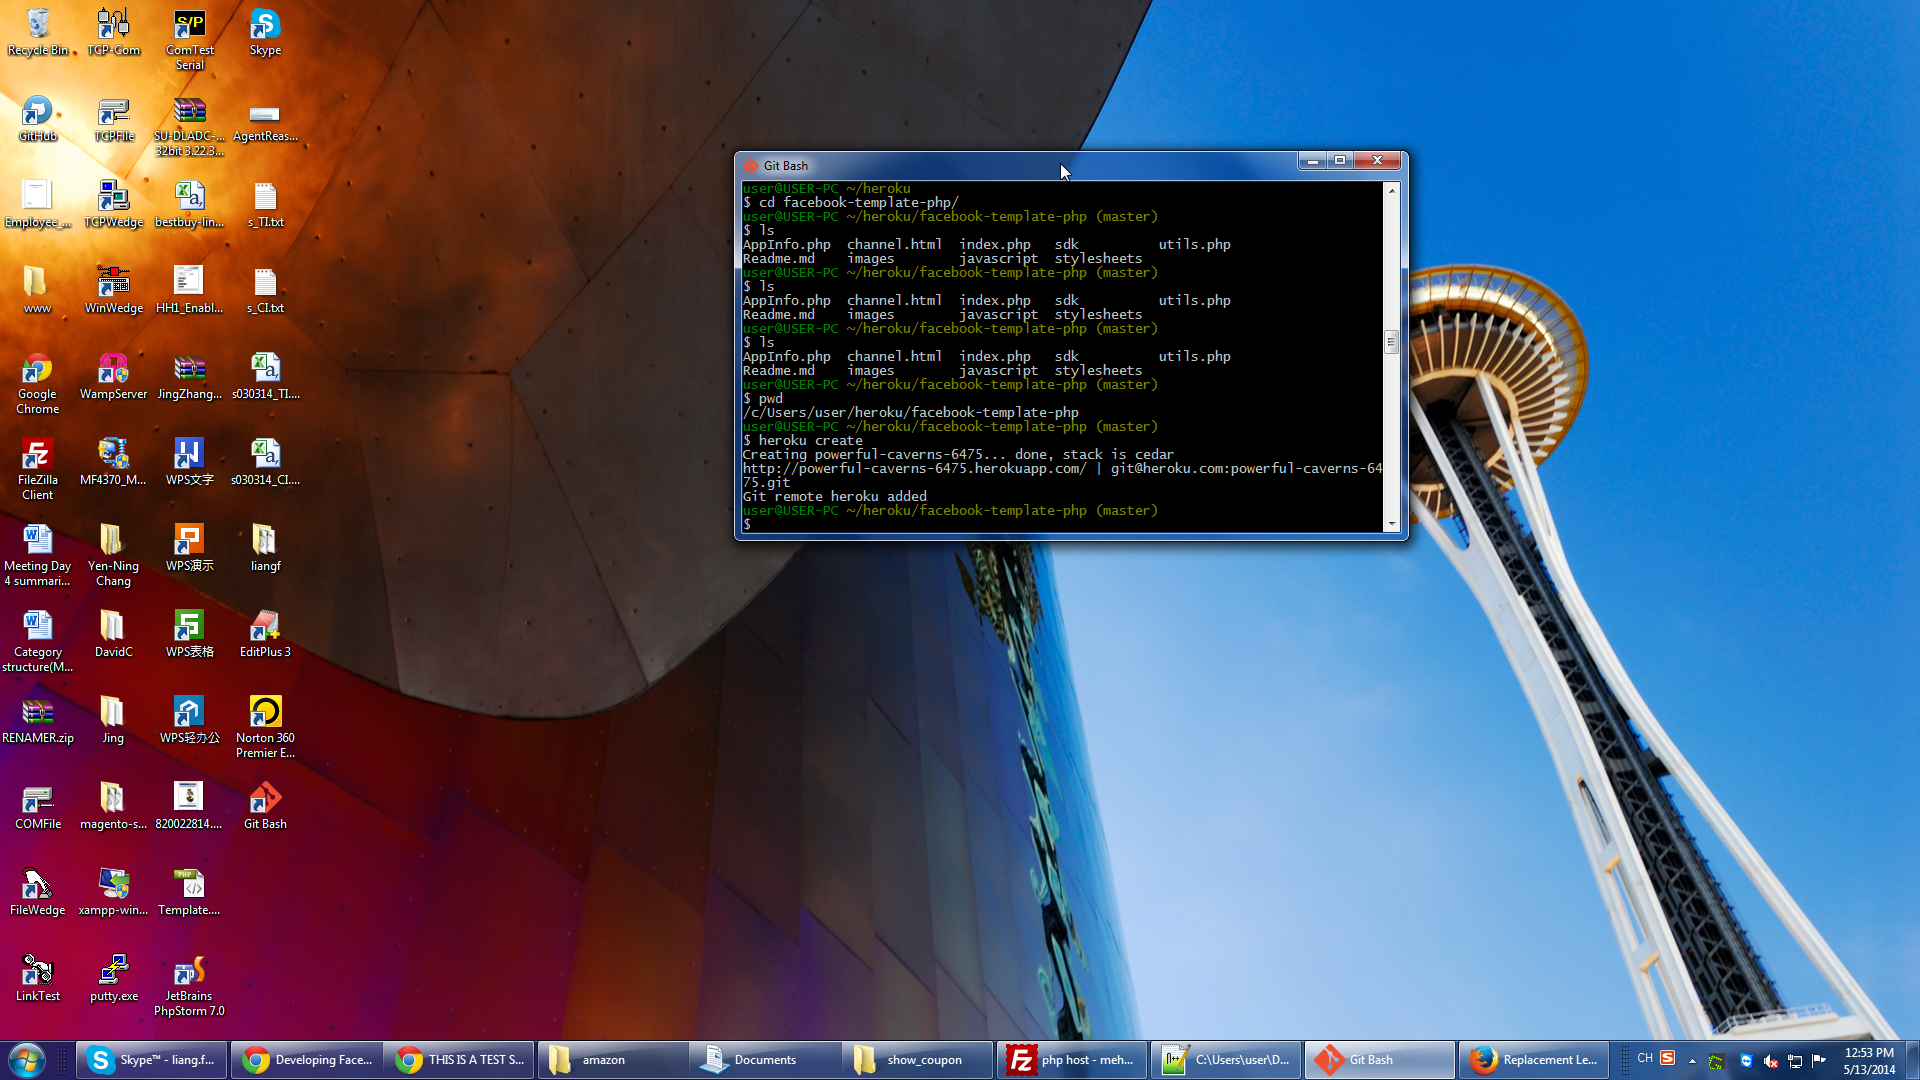 Recycle Bin
TCP-Com
ComTest
Serial
Skype
GitHub
TCPFile
SU-DLADC-...
32bit 3.22.3...
AgentReas...
Employee_...
TCPWedge
bestbuy-lin...
s_TI.txt
www
WinWedge
HH1_Enabl...
s_CI.txt
Google
Chrome
WampServer
JingZhang...
s030314_TI....
FileZilla
Client
MF4370_M...
WPS文字
s030314_CI....
Meeting Day
4 summari...
Yen-Ning
Chang
WPS演示
liangf
Category
structure(M...
DavidC
WPS表格
EditPlus 3
RENAMER.zip
Jing
WPS轻办公
Norton 360
Premier E...
COMFile
magento-s...
820022814....
Git Bash
FileWedge
xampp-win...
Template....
LinkTest
putty.exe
JetBrains
PhpStorm 7.0
Git Bash
user@USER-PC ~/heroku
$ cd facebook-template-php/
user@USER-PC ~/heroku/facebook-template-php (master)
$ ls
AppInfo.php channel.html index.php sdk utils.php
Readme.md images javascript stylesheets
user@USER-PC ~/heroku/facebook-template-php (master)
$ ls
AppInfo.php channel.html index.php sdk utils.php
Readme.md images javascript stylesheets
user@USER-PC ~/heroku/facebook-template-php (master)
$ ls
AppInfo.php channel.html index.php sdk utils.php
Readme.md images javascript stylesheets
user@USER-PC ~/heroku/facebook-template-php (master)
$ pwd
/c/Users/user/heroku/facebook-template-php
user@USER-PC ~/heroku/facebook-template-php (master)
$ heroku create
Creating powerful-caverns-6475... done, stack is cedar
http://powerful-caverns-6475.herokuapp.com/ | git@heroku.com:powerful-caverns-64
75.git
Git remote heroku added
user@USER-PC ~/heroku/facebook-template-php (master)
$
Skype™ - liang.f...
Developing Face...
THIS IS A TEST S...
amazon
Documents
show_coupon
php host - meh...
C:\Users\user\D...
Git Bash
Replacement Le...
CH
12:53 PM
5/13/2014